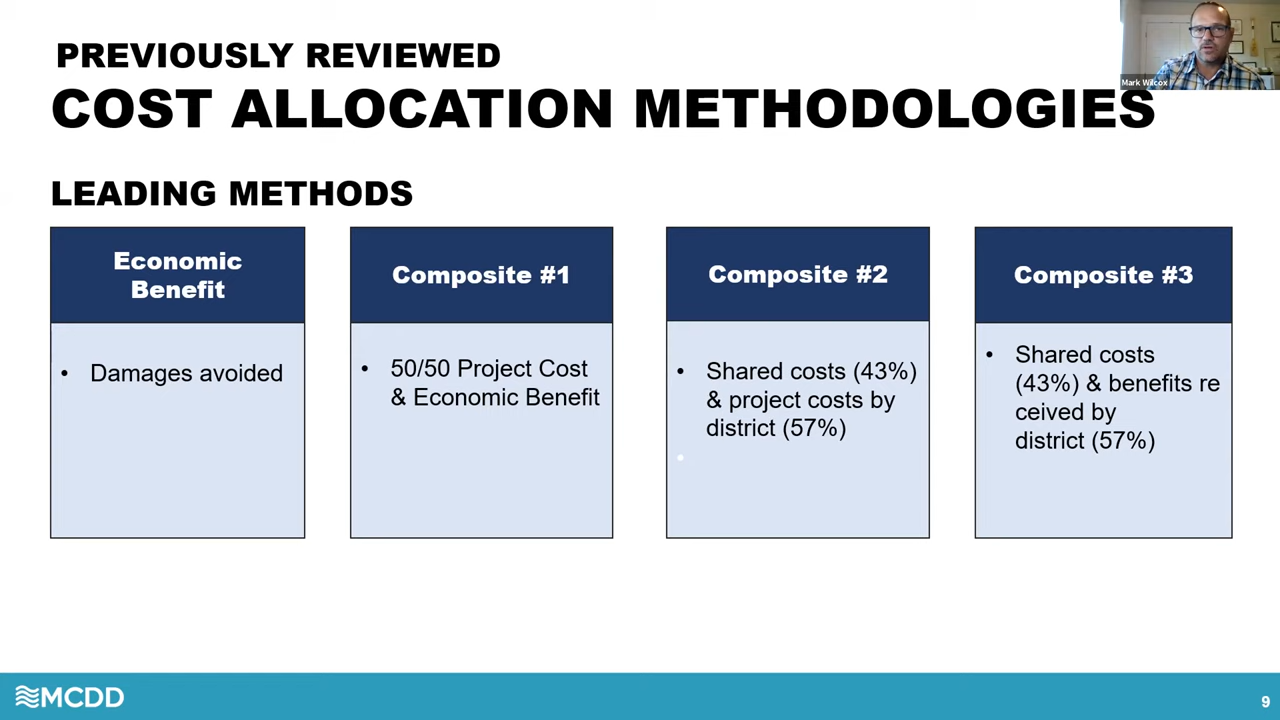 PREVIOUSLY REVIEWED
COST ALLOCATION METHODOLOGIES
Mark Wilcox
LEADING METHODS
Economic
Benefit
• Damages avoided
Composite #1
• 50/50 Project Cost
& Economic Benefit
Composite #2
• Shared costs (43%)
& project costs by
district (57%)
•
Composite #3
• Shared costs
(43%) & benefits re
ceived by
district (57%)
MCDD
9